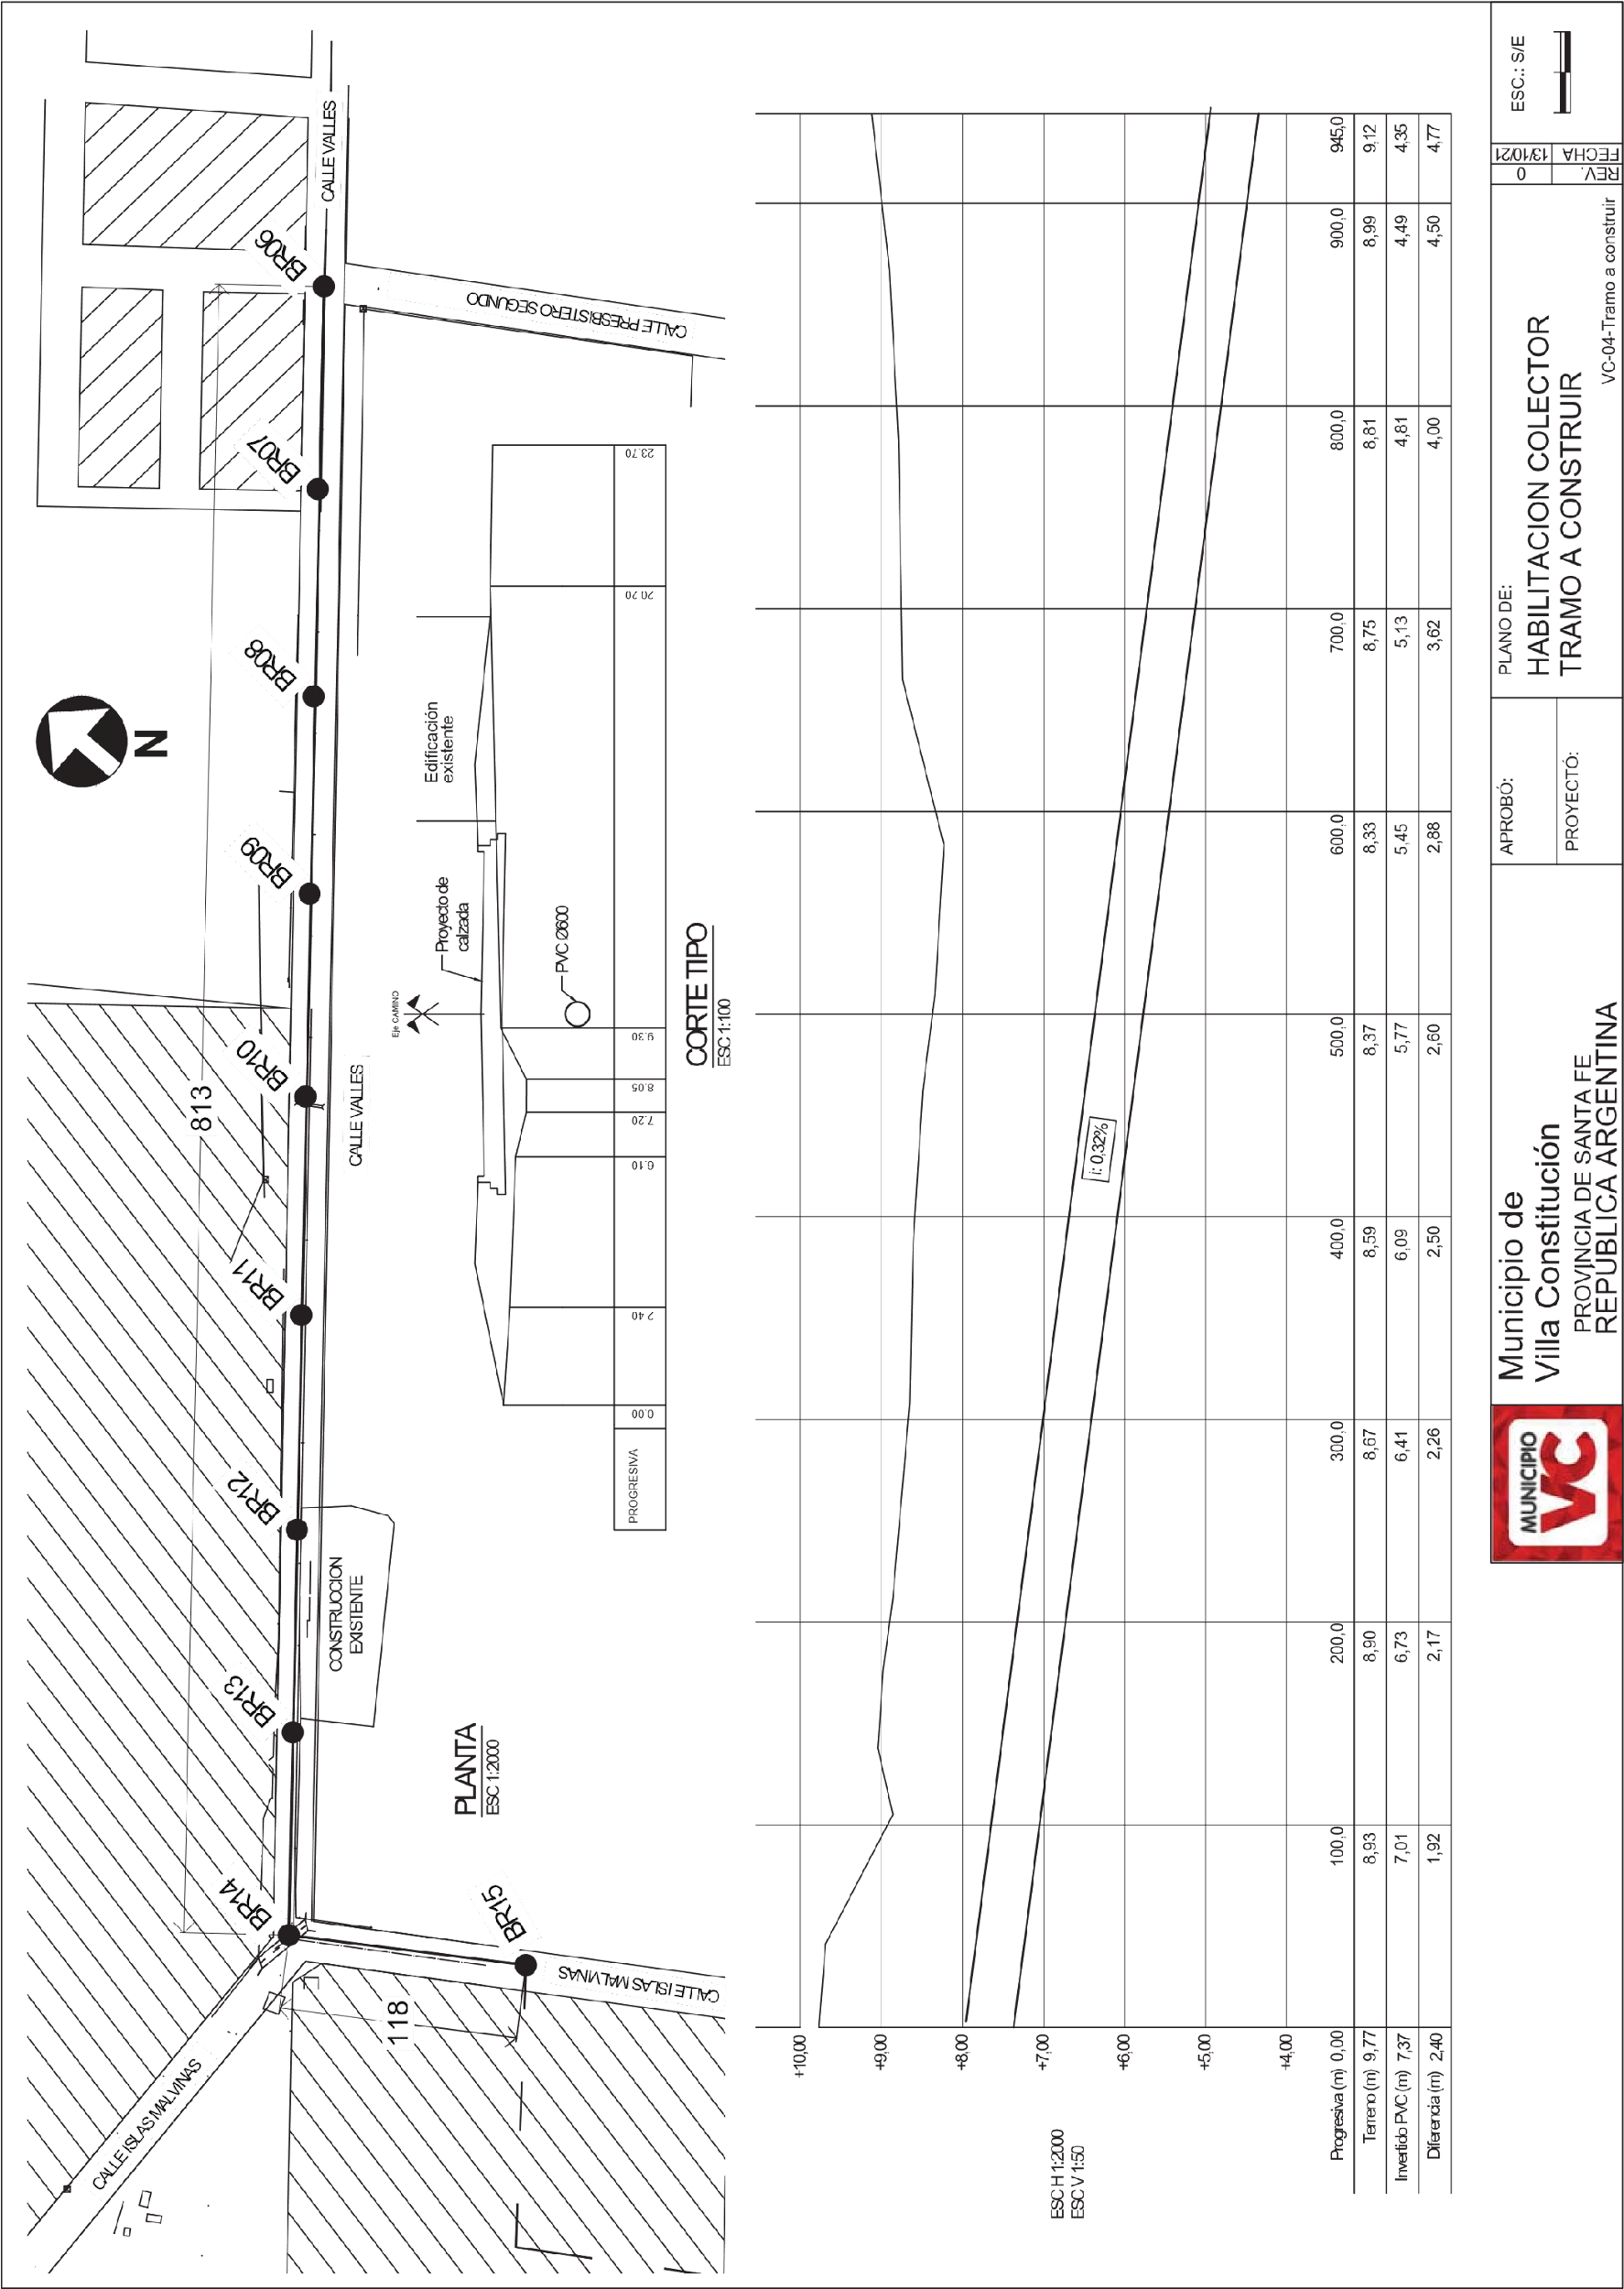 CALLE ISLAS MALVINAS
BR14
BR13
BR12
BR11
BR10
BR09
BR08
BR07
BR06
CALLE VALLES
813
118
N
BR15
CALLE ISLAS MALVINAS
CONSTRUCCION
EXISTENTE
CALLE VALLES
CALLE PRESBISTERO SEGUNDO
PLANTA
ESC 1:2000
Eje CAMINO
Proyecto de
calzada
Edificación
existente
PVC Ø600
PROGRESIVA
0.00
2.40
6.10
7.20
8.05
9.30
20.70
23.70
CORTE TIPO
ESC 1:100
+10,00
+9,00
+8,00
+7,00
+6,00
+5,00
+4,00
i: 0,32%
ESC H 1:2000
ESC V 1:50
Progresiva (m) 0,00 100,0 200,0 300,0 400,0 500,0 600,0 700,0 800,0 900,0 945,0
Terreno (m) 9,77 8,93 8,90 8,67 8,59 8,37 8,33 8,75 8,81 8,99 9,12
Invertido PVC (m) 7,37 7,01 6,73 6,41 6,09 5,77 5,45 5,13 4,81 4,49 4,35
Diferencia (m) 2,40 1,92 2,17 2,26 2,50 2,60 2,88 3,62 4,00 4,50 4,77
MUNICIPIO
VC
Municipio de
Villa Constitución
PROVINCIA DE SANTA FE
REPUBLICA ARGENTINA
APROBÓ:
PROYECTÓ:
PLANO DE:
HABILITACION COLECTOR
TRAMO A CONSTRUIR
VC-04-Tramo a construir
REV. 0
FECHA 13/10/21
ESC.: S/E